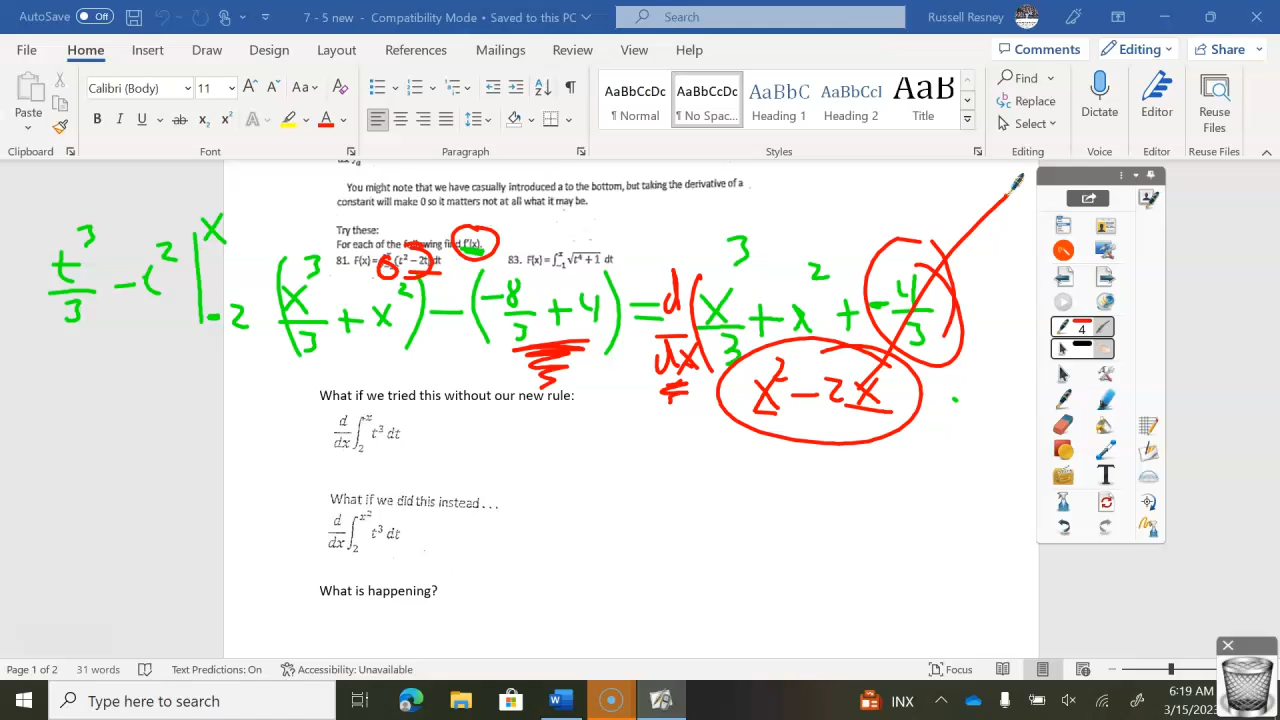 AutoSave Off 7 - 5 new - Compatibility Mode • Saved to this PC Search Russell Resney
File Home Insert Draw Design Layout References Mailings Review View Help Comments Editing Share
Paste Calibri (Body) 11 A A Aa
B I U ab x₂ x² A A
AaBbCcDc AaBbCcDc AaBbC AaBbCcI AaB
¶ Normal ¶ No Spac... Heading 1 Heading 2 Title
Find Replace Select Dictate Editor Reuse Files
Clipboard Font Paragraph Styles Editing Voice Editor Reuse Files
You might note that we have casually introduced a to the bottom, but taking the derivative of a
constant will make 0 so it matters not at all what it may be.
Try these:
For each of the following find f'(x).
81. F(x) = (t² − 2t) dt 83. F(x) = ∫₋₁ˣ √(t⁴ + 1) dt
t³/3 − t² |₋₂ˣ (x³/3 + x²) − (−8/3 + 4) = d/dx (x³/3 + x² + −4/3)
x² − 2x
What if we tried this without our new rule:
d/dx ∫₂ˣ t³ dt
What if we did this instead . . .
d/dx ∫₂^(x²) t³ dt
What is happening?
4
T
Page 1 of 2 31 words Text Predictions: On Accessibility: Unavailable Focus
Type here to search INX 6:19 AM
3/15/2023